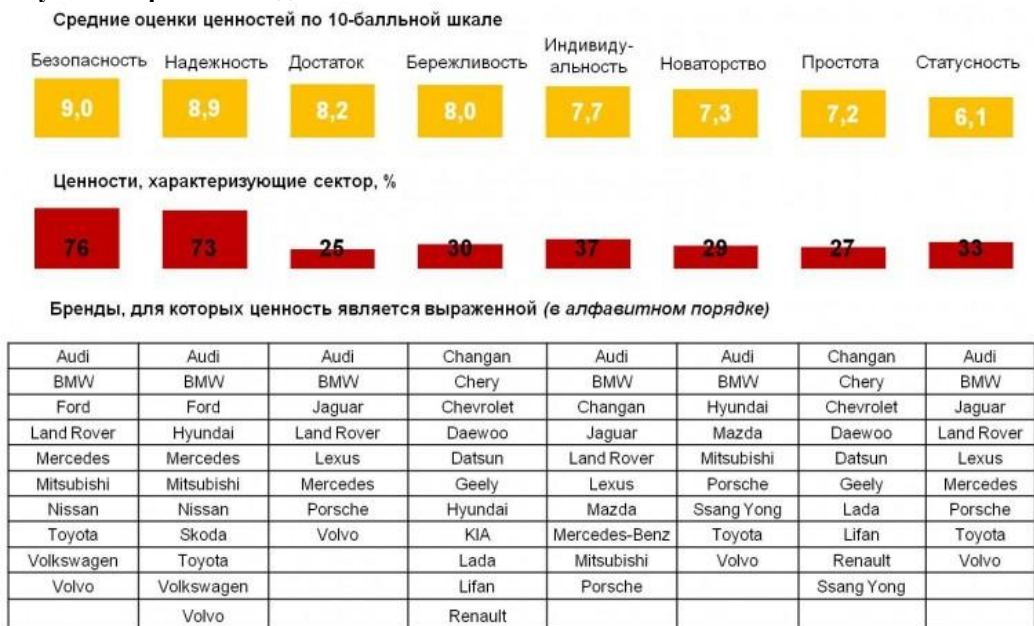 Средние оценки ценностей по 10-балльной шкале
Безопасность Надежность Достаток Бережливость Индивиду-
альность Новаторство Простота Статусность
9,0 8,9 8,2 8,0 7,7 7,3 7,2 6,1
Ценности, характеризующие сектор, %
76 73 25 30 37 29 27 33
Бренды, для которых ценность является выраженной (в алфавитном порядке)
Audi Audi Audi Changan Audi Audi Changan Audi
BMW BMW BMW Chery BMW BMW Chery BMW
Ford Ford Jaguar Chevrolet Changan Hyundai Chevrolet Jaguar
Land Rover Hyundai Land Rover Daewoo Jaguar Mazda Daewoo Land Rover
Mercedes Mercedes Lexus Datsun Land Rover Mitsubishi Datsun Lexus
Mitsubishi Mitsubishi Mercedes Geely Lexus Porsche Geely Mercedes
Nissan Nissan Porsche Hyundai Mazda Ssang Yong Lada Porsche
Toyota Skoda Volvo KIA Mercedes-Benz Toyota Lifan Toyota
Volkswagen Toyota Lada Mitsubishi Volvo Renault Volvo
Volvo Volkswagen Lifan Porsche Ssang Yong
Volvo Renault